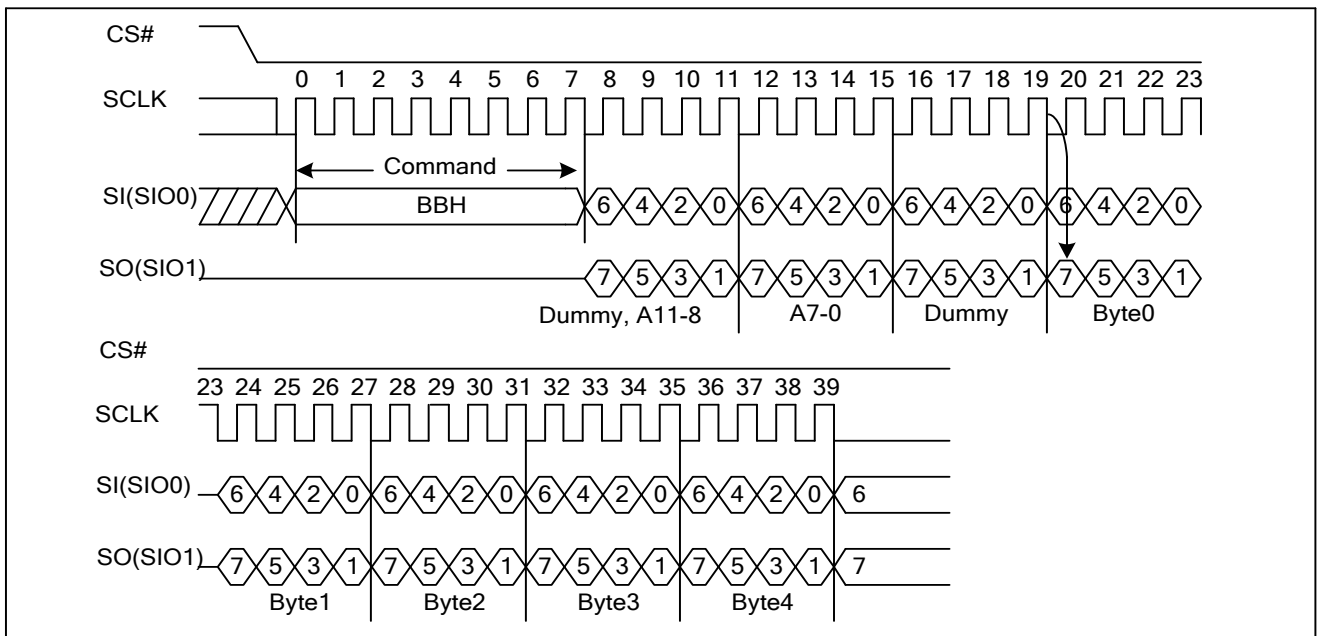 CS#
0 1 2 3 4 5 6 7 8 9 10 11 12 13 14 15 16 17 18 19 20 21 22 23
SCLK
Command
SI(SIO0) BBH 6 4 2 0 6 4 2 0 6 4 2 0 6 4 2 0
SO(SIO1) 7 5 3 1 7 5 3 1 7 5 3 1 7 5 3 1
Dummy, A11-8 A7-0 Dummy Byte0
CS#
23 24 25 26 27 28 29 30 31 32 33 34 35 36 37 38 39
SCLK
SI(SIO0) 6 4 2 0 6 4 2 0 6 4 2 0 6 4 2 0 6
SO(SIO1) 7 5 3 1 7 5 3 1 7 5 3 1 7 5 3 1 7
Byte1 Byte2 Byte3 Byte4